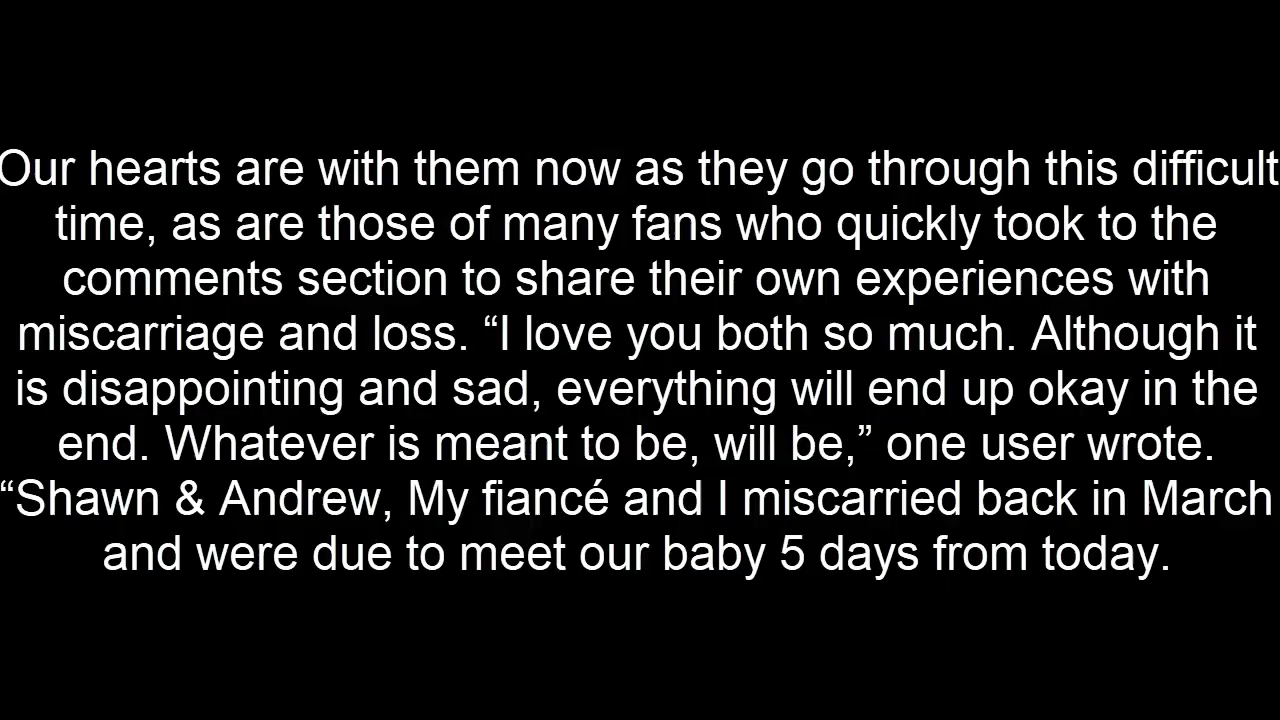 Our hearts are with them now as they go through this difficult
time, as are those of many fans who quickly took to the
comments section to share their own experiences with
miscarriage and loss. “I love you both so much. Although it
is disappointing and sad, everything will end up okay in the
end. Whatever is meant to be, will be,” one user wrote.
“Shawn & Andrew, My fiancé and I miscarried back in March
and were due to meet our baby 5 days from today.